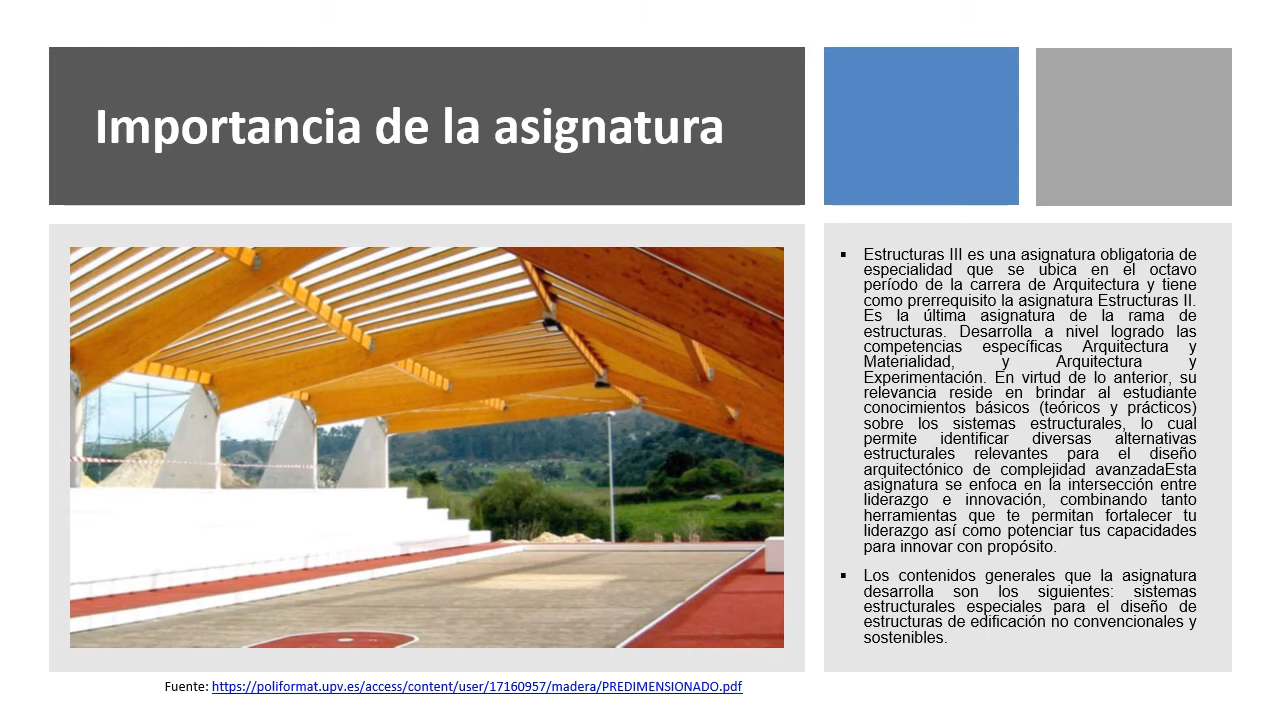 Importancia de la asignatura
▪ Estructuras III es una asignatura obligatoria de
especialidad que se ubica en el octavo
período de la carrera de Arquitectura y tiene
como prerrequisito la asignatura Estructuras II.
Es la última asignatura de la rama de
estructuras. Desarrolla a nivel logrado las
competencias específicas Arquitectura y
Materialidad, y Arquitectura y
Experimentación. En virtud de lo anterior, su
relevancia reside en brindar al estudiante
conocimientos básicos (teóricos y prácticos)
sobre los sistemas estructurales, lo cual
permite identificar diversas alternativas
estructurales relevantes para el diseño
arquitectónico de complejidad avanzadaEsta
asignatura se enfoca en la intersección entre
liderazgo e innovación, combinando tanto
herramientas que te permitan fortalecer tu
liderazgo así como potenciar tus capacidades
para innovar con propósito.
▪ Los contenidos generales que la asignatura
desarrolla son los siguientes: sistemas
estructurales especiales para el diseño de
estructuras de edificación no convencionales y
sostenibles.
Fuente: https://poliformat.upv.es/access/content/user/17160957/madera/PREDIMENSIONADO.pdf